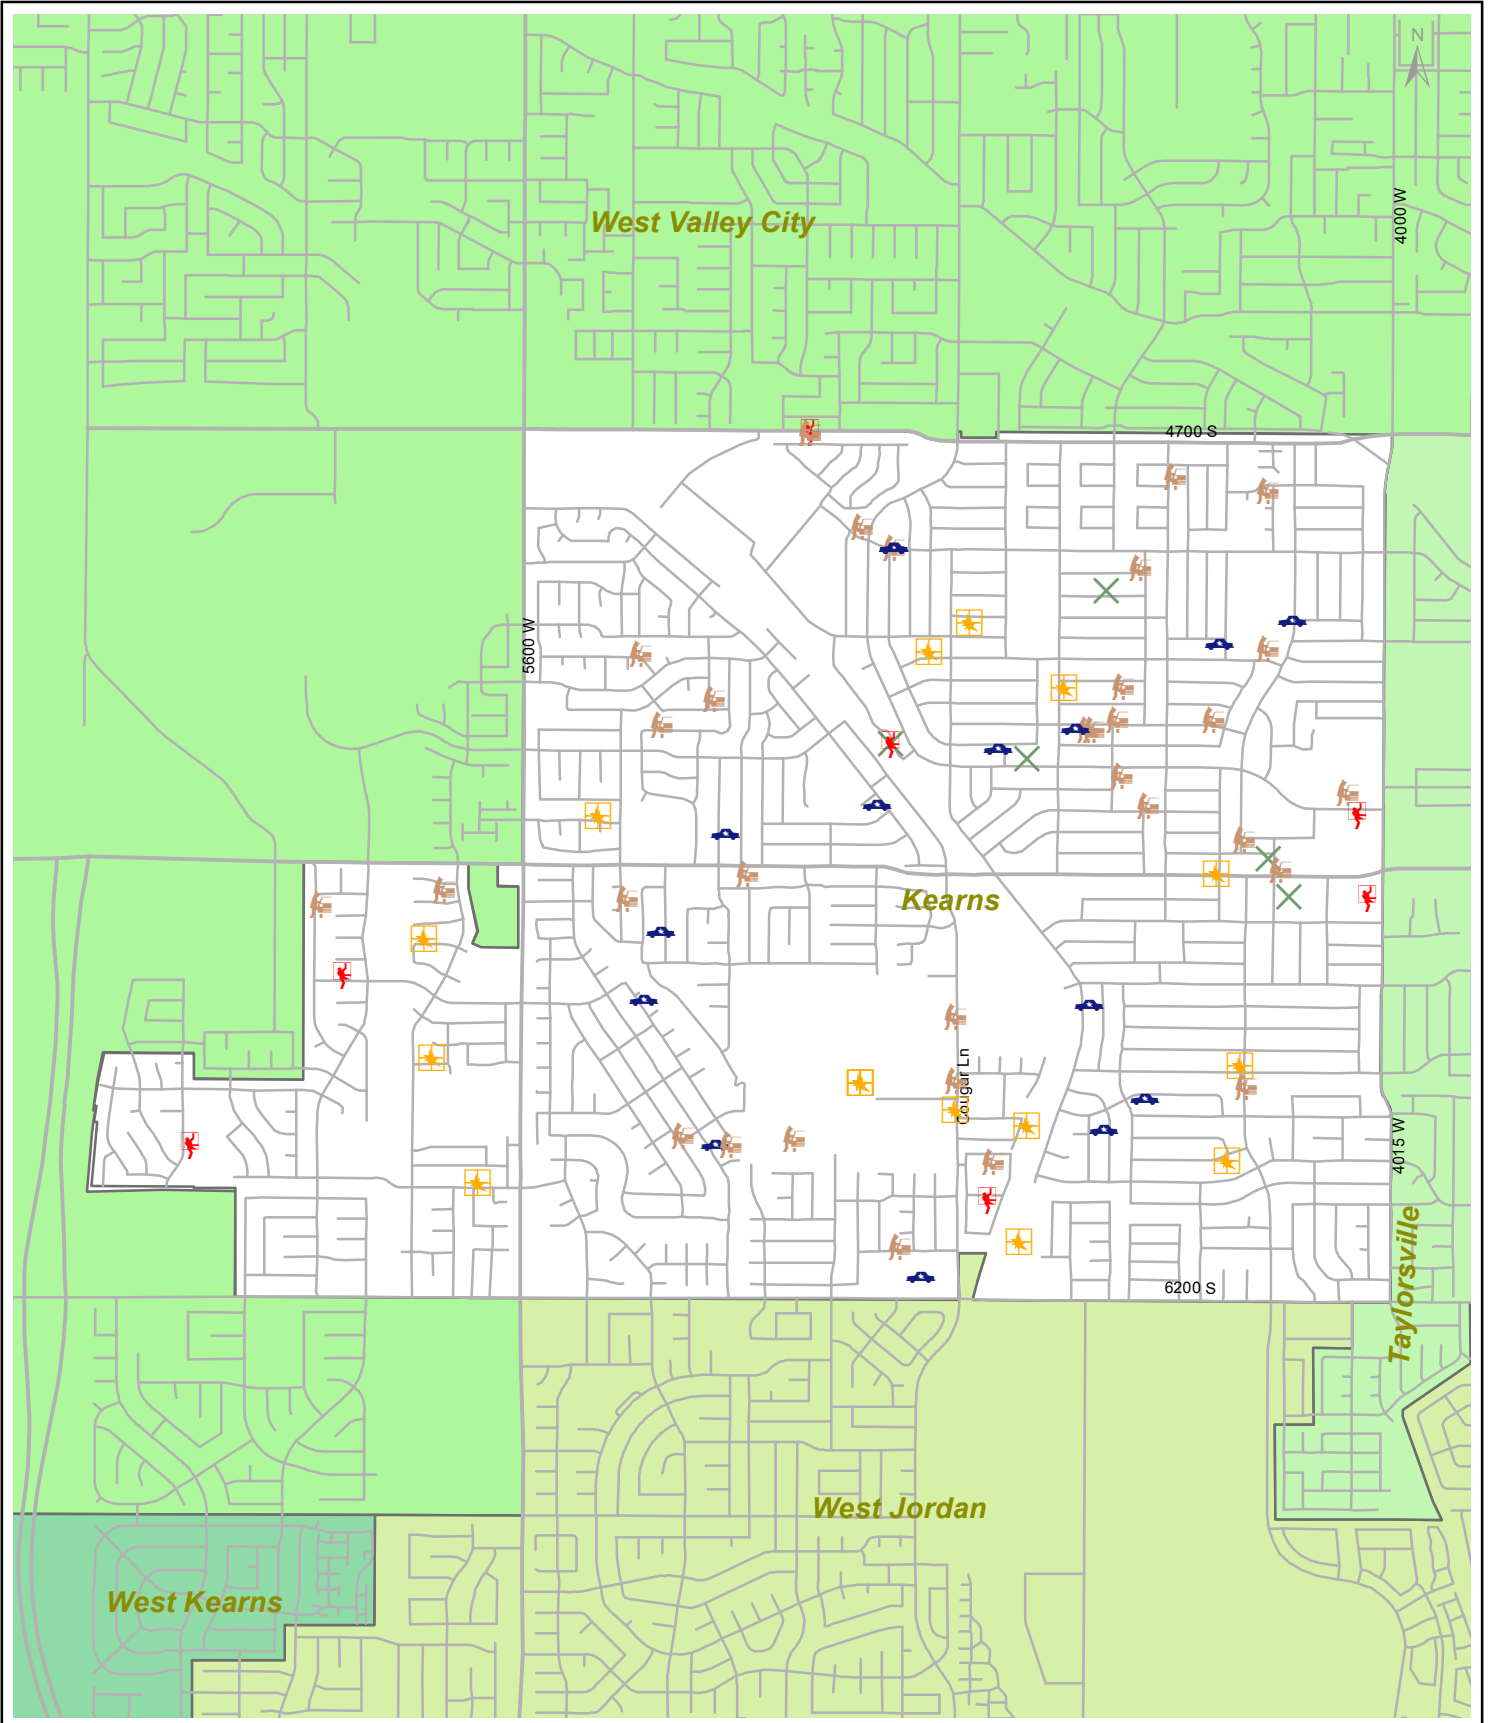 N
4000 W
West Valley City
4700 S
5600 W
Kearns
Cougar Ln
4015 W
Taylorsville
6200 S
West Jordan
West Kearns